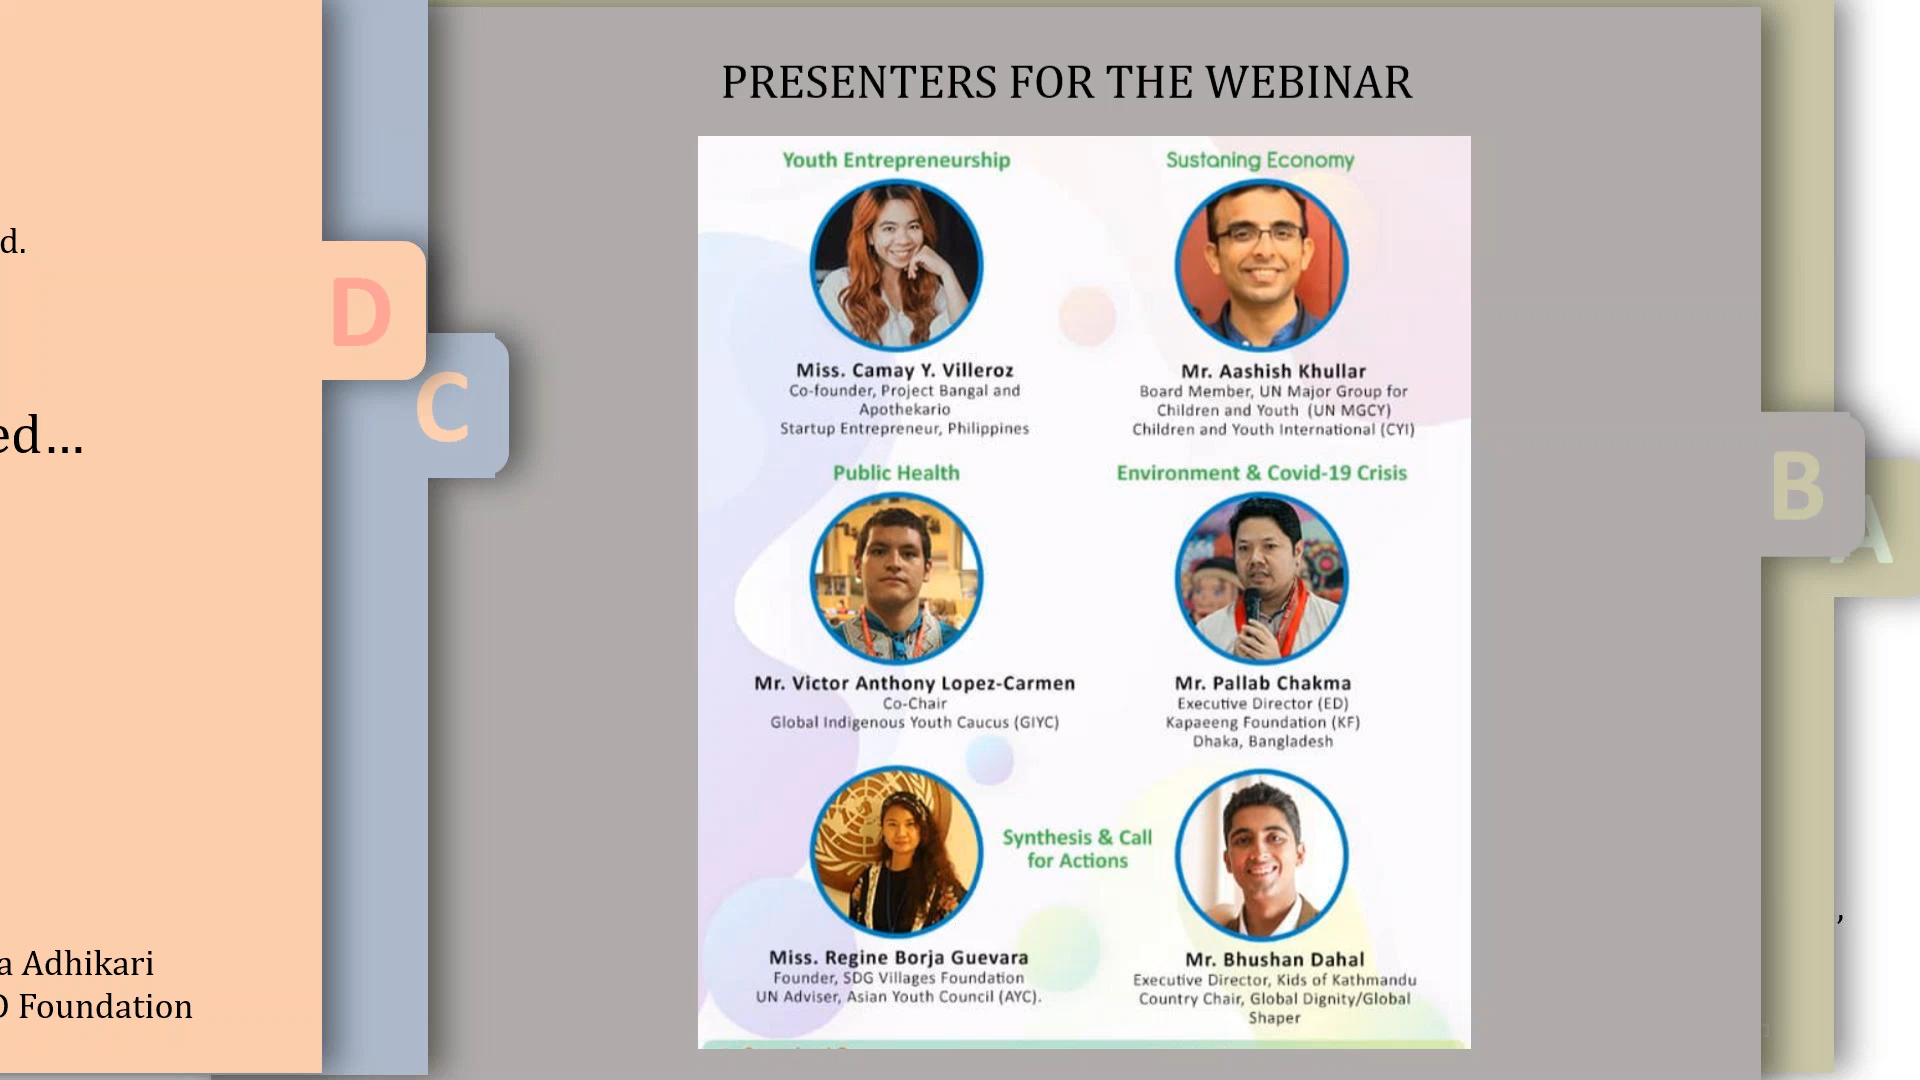 PRESENTERS FOR THE WEBINAR
Youth Entrepreneurship
Miss. Camay Y. Villeroz
Co-founder, Project Bangal and
Apothekario
Startup Entrepreneur, Philippines
Sustaning Economy
Mr. Aashish Khullar
Board Member, UN Major Group for
Children and Youth (UN MGCY)
Children and Youth International (CYI)
Public Health
Mr. Victor Anthony Lopez-Carmen
Co-Chair
Global Indigenous Youth Caucus (GIYC)
Environment & Covid-19 Crisis
Mr. Pallab Chakma
Executive Director (ED)
Kapaeeng Foundation (KF)
Dhaka, Bangladesh
Synthesis & Call
for Actions
Miss. Regine Borja Guevara
Founder, SDG Villages Foundation
UN Adviser, Asian Youth Council (AYC).
Mr. Bhushan Dahal
Executive Director, Kids of Kathmandu
Country Chair, Global Dignity/Global
Shaper
d.
ed...
a Adhikari
Foundation
D
C
B
A
,